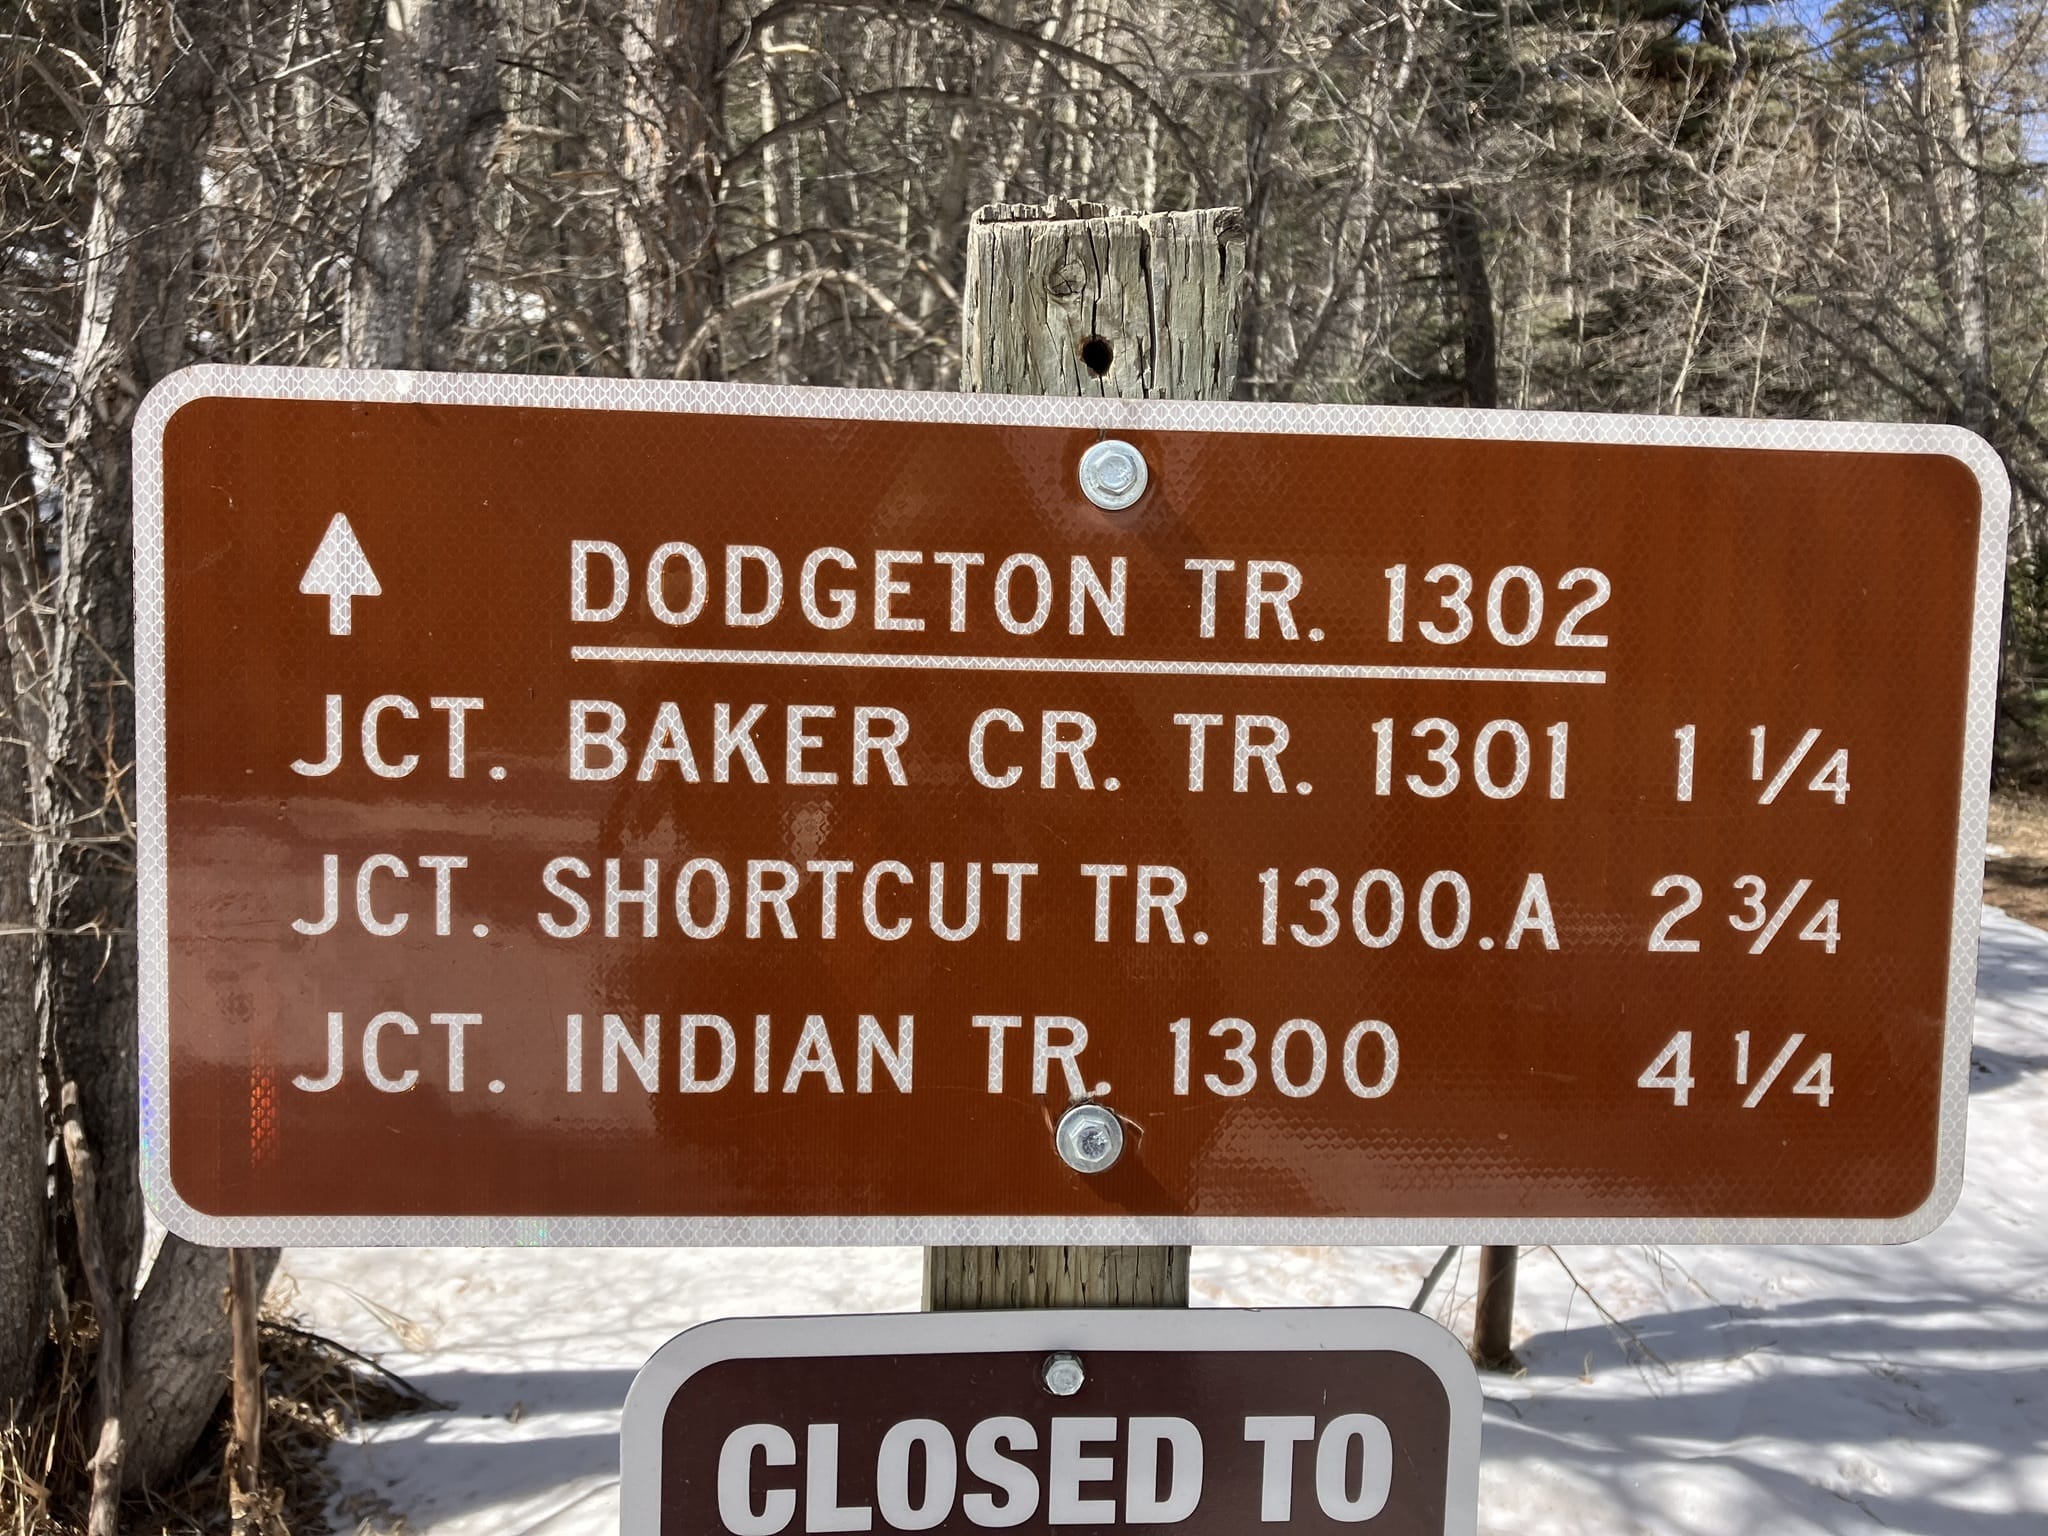 DODGETON TR. 1302
JCT. BAKER CR. TR. 1301 1 1/4
JCT. SHORTCUT TR. 1300.A 2 3/4
JCT. INDIAN TR. 1300 4 1/4
CLOSED TO